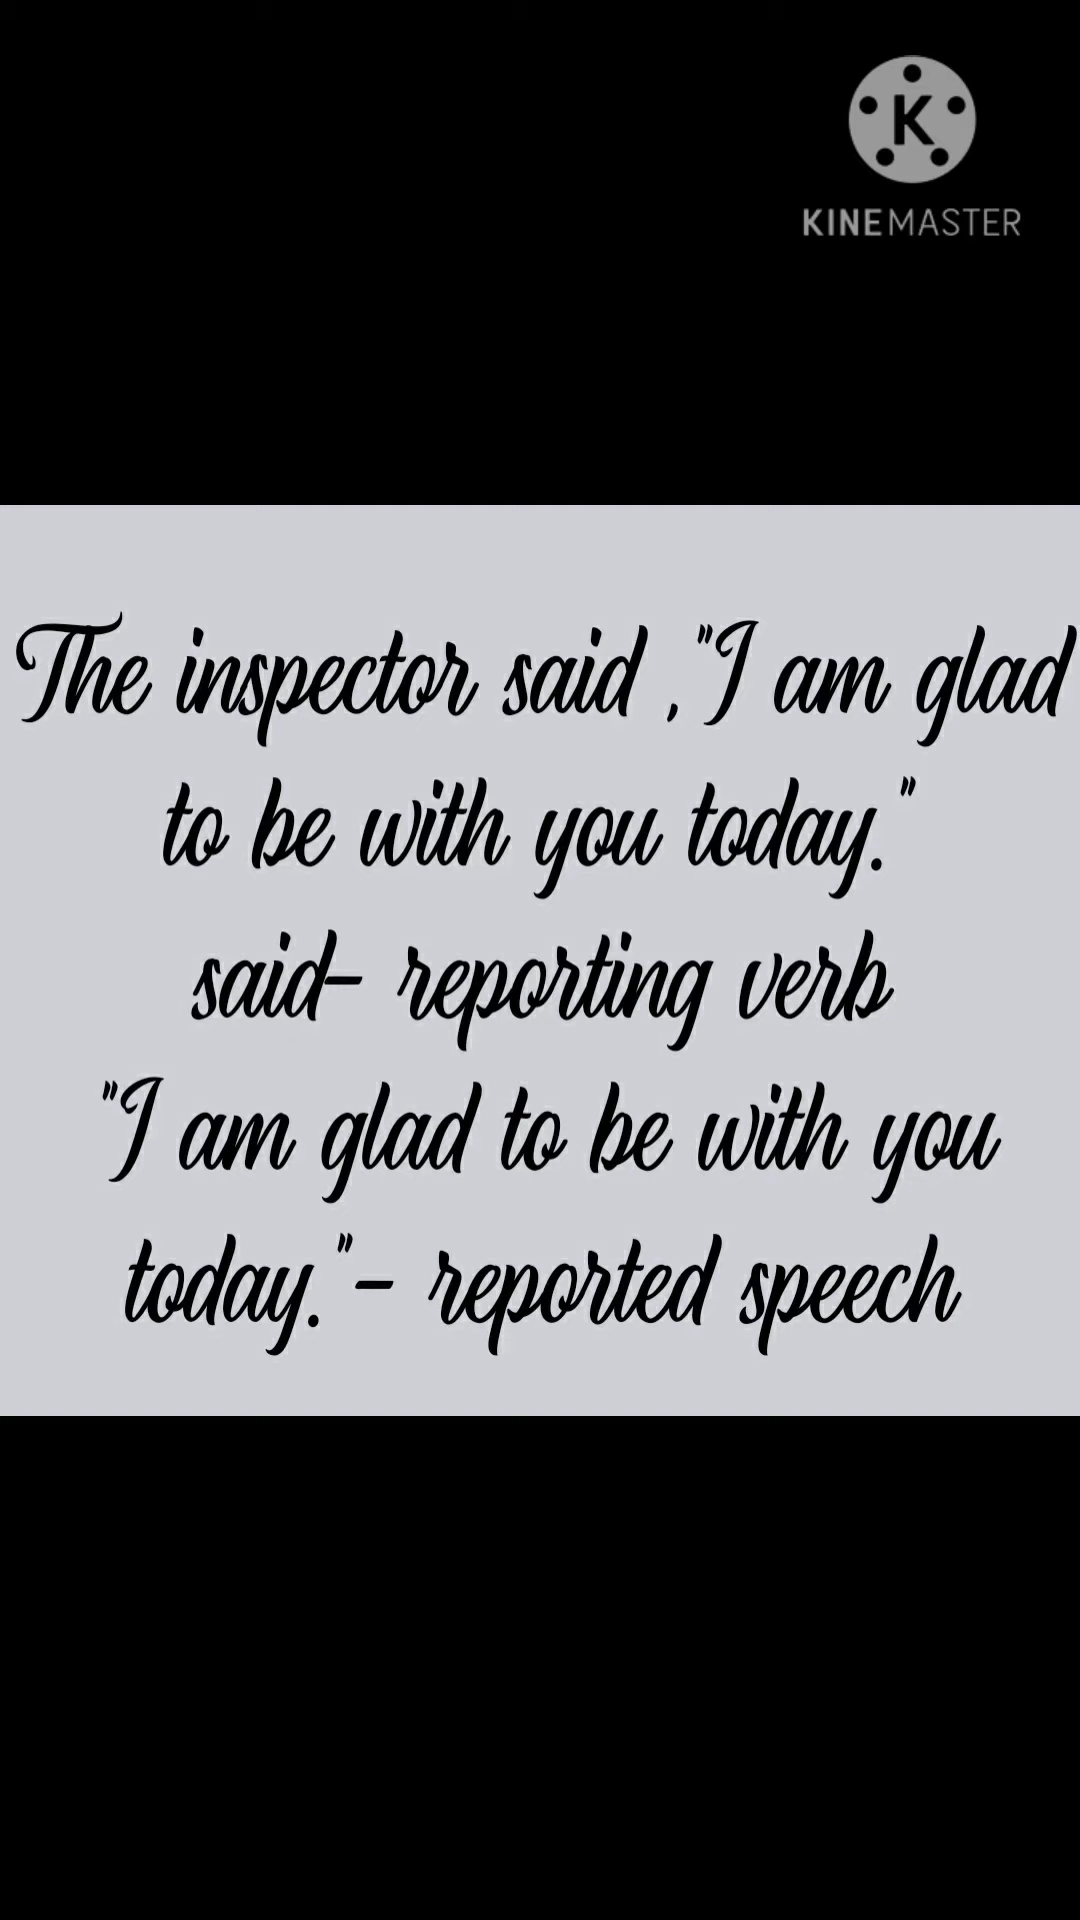 K
KINEMASTER
The inspector said ,"I am glad
to be with you today."
said- reporting verb
"I am glad to be with you
today."- reported speech